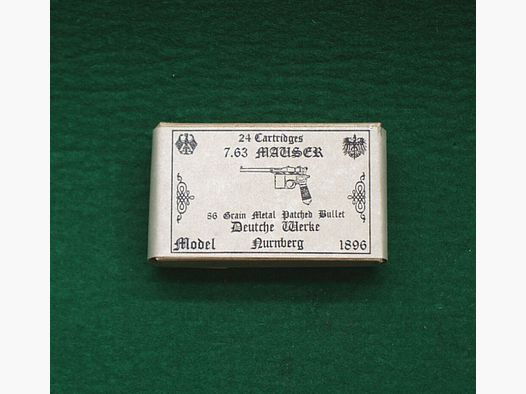 24 Cartridges
7.63 MAUSER
86 Grain Metal Patched Bullet
Deutche Werke
Model Nurnberg 1896